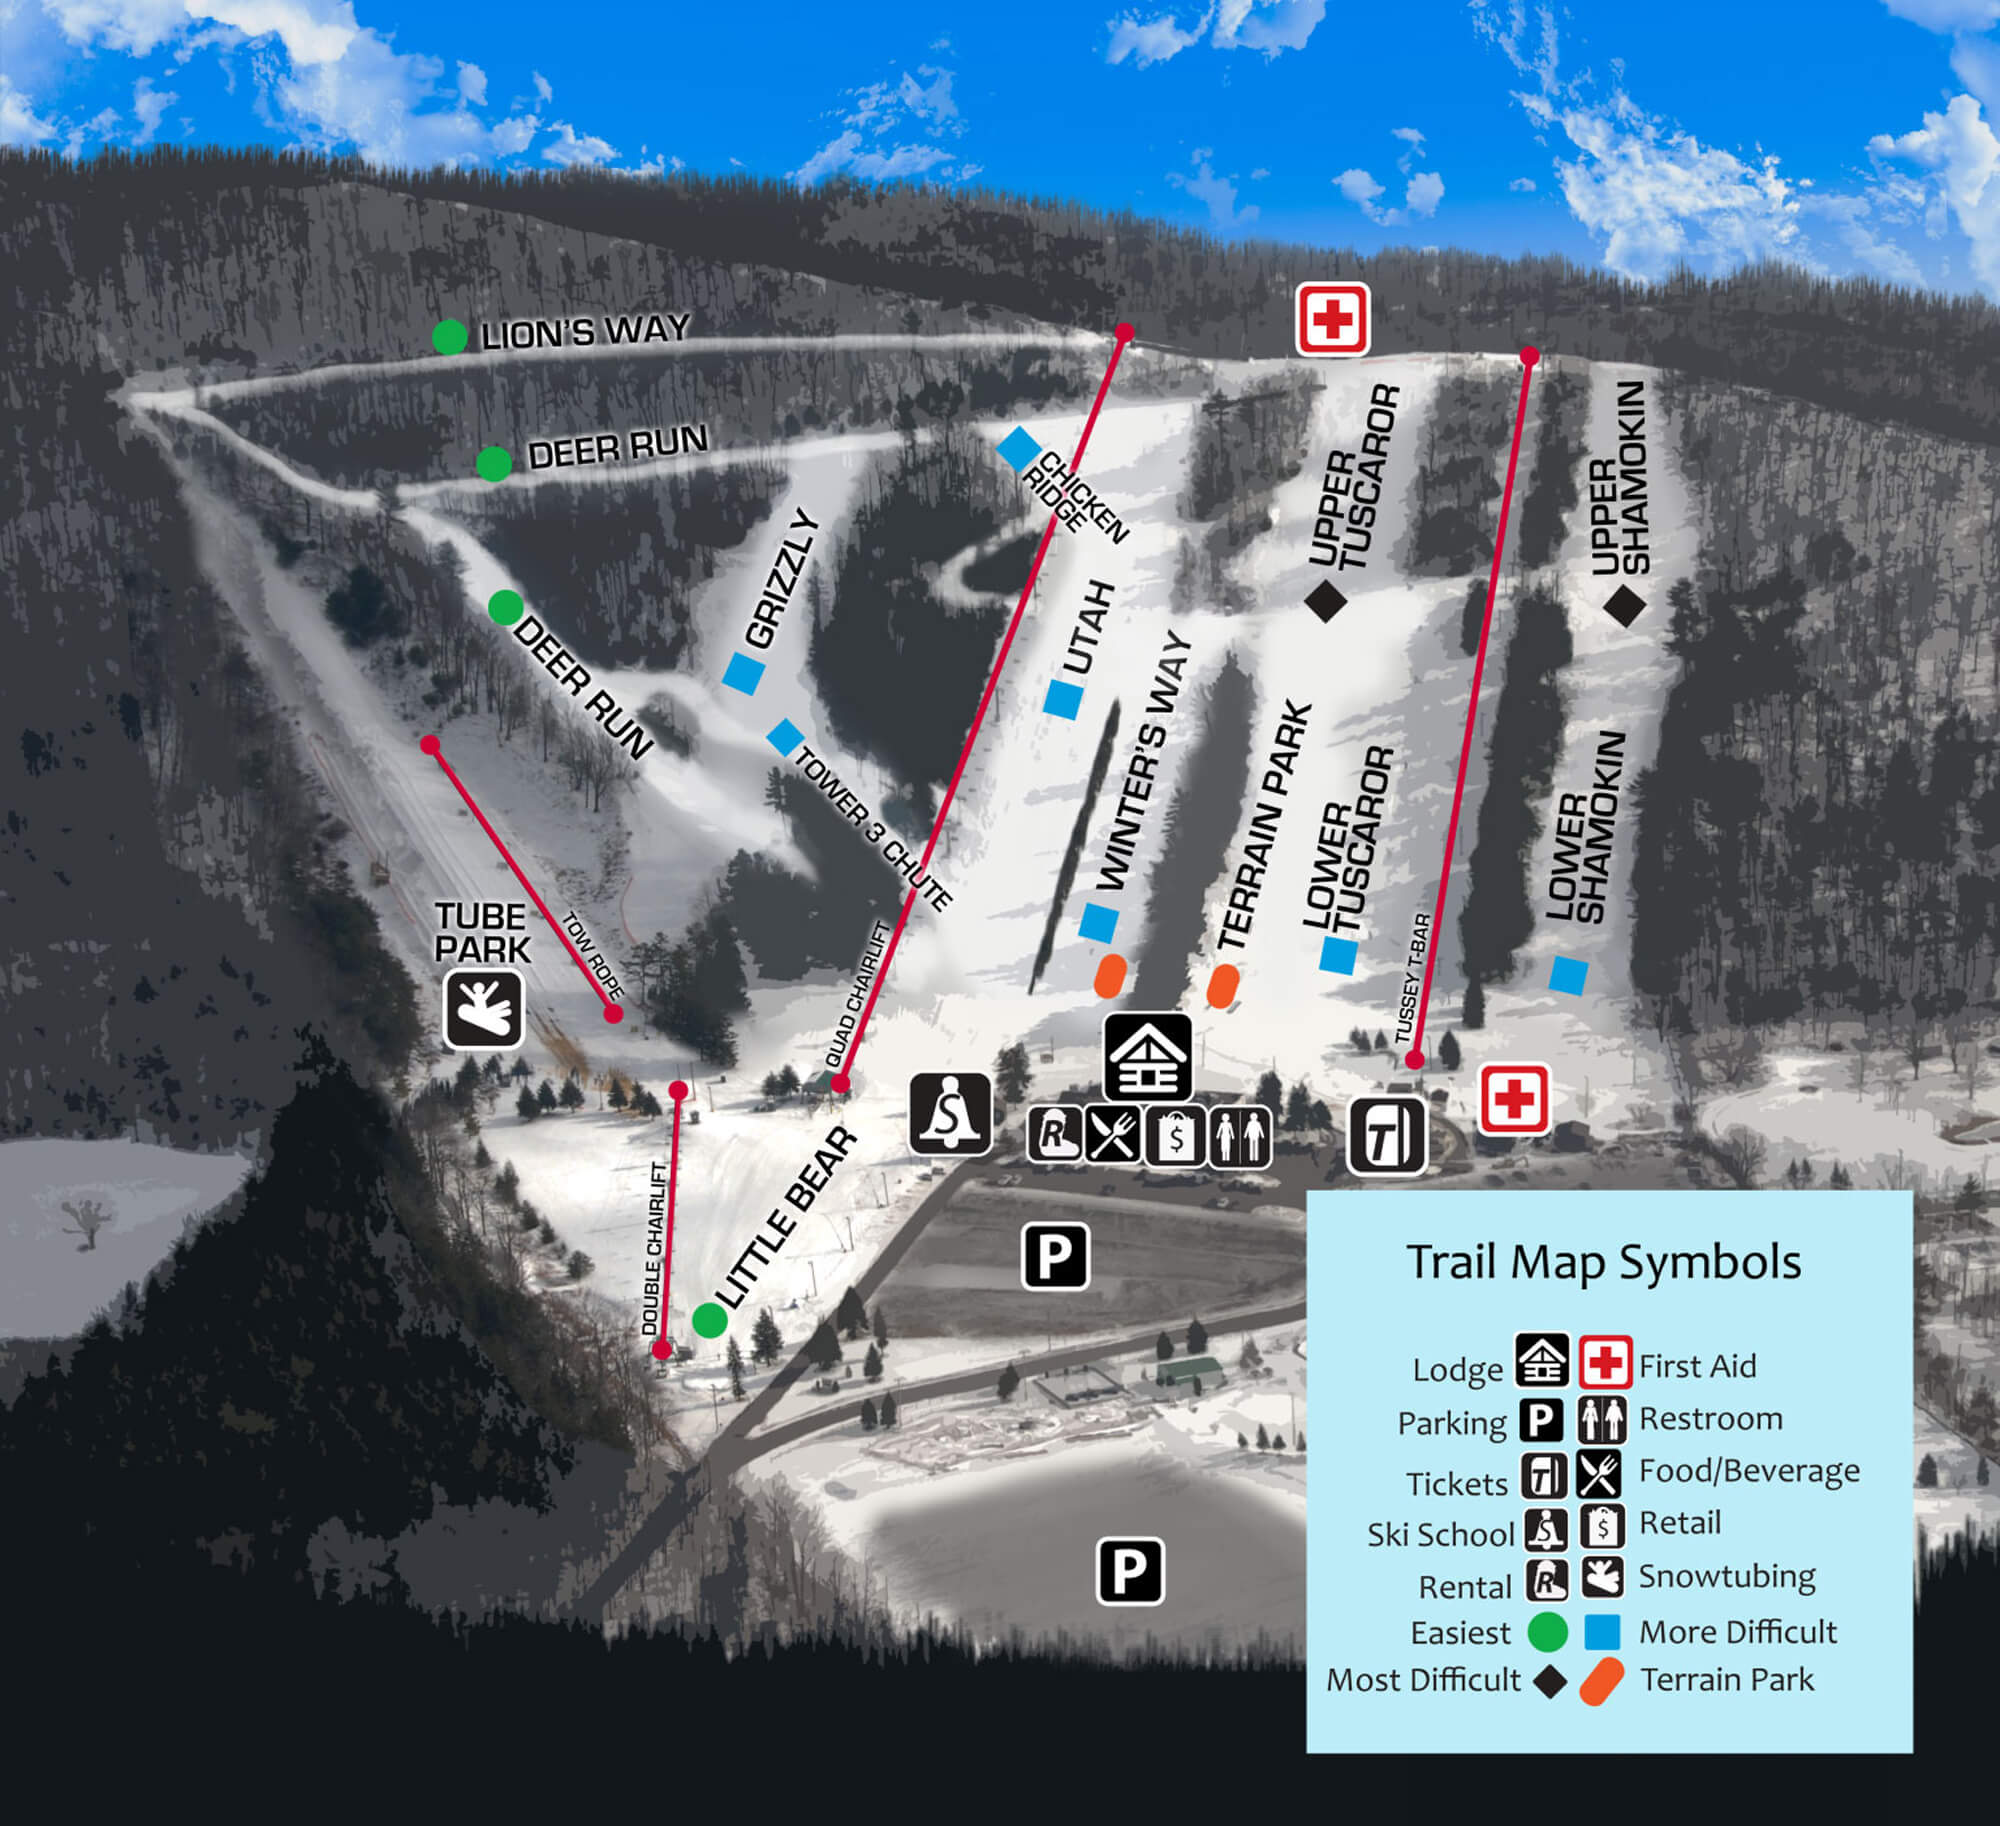 LION'S WAY
DEER RUN
CHICKEN
RIDGE
UPPER
TUSCAROR
UPPER
SHAMOKIN
GRIZZLY
DEER RUN
UTAH
WINTER'S WAY
TERRAIN PARK
LOWER
TUSCAROR
LOWER
SHAMOKIN
TOWER 3 CHUTE
TUBE
PARK
TOW ROPE
QUAD CHAIRLIFT
TUSSEY T-BAR
S
R
$
T
DOUBLE CHAIRLIFT
LITTLE BEAR
P
P
Trail Map Symbols
Lodge
First Aid
Parking P
Restroom
Tickets T
Food/Beverage
Ski School S
$ Retail
Rental R
Snowtubing
Easiest
More Difficult
Most Difficult
Terrain Park